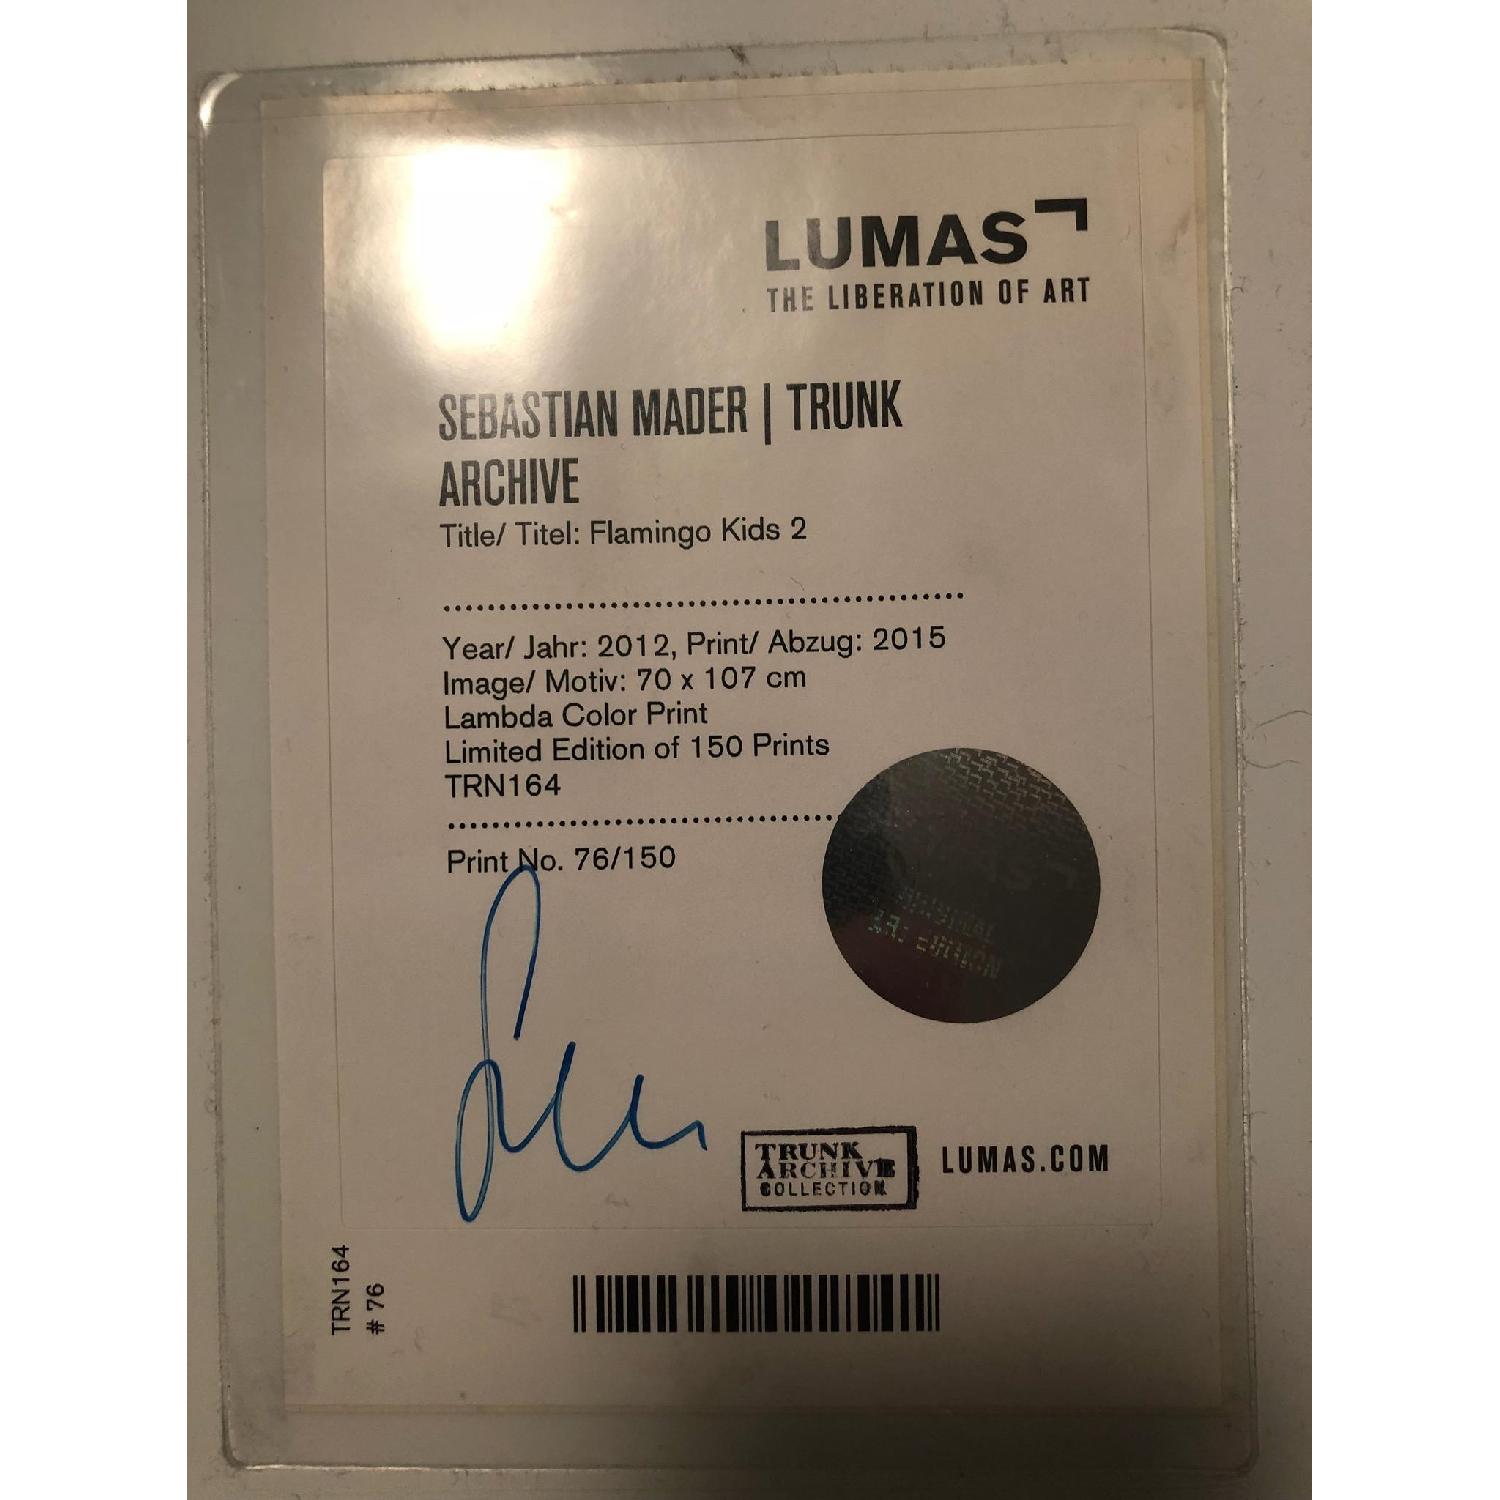 LUMAS
THE LIBERATION OF ART
SEBASTIAN MADER | TRUNK
ARCHIVE
Title/ Titel: Flamingo Kids 2
Year/ Jahr: 2012, Print/ Abzug: 2015
Image/ Motiv: 70 x 107 cm
Lambda Color Print
Limited Edition of 150 Prints
TRN164
Print No. 76/150
ORIGINAL
EDITION
TRUNK
ARCHIVE
COLLECTION
LUMAS.COM
TRN164
# 76